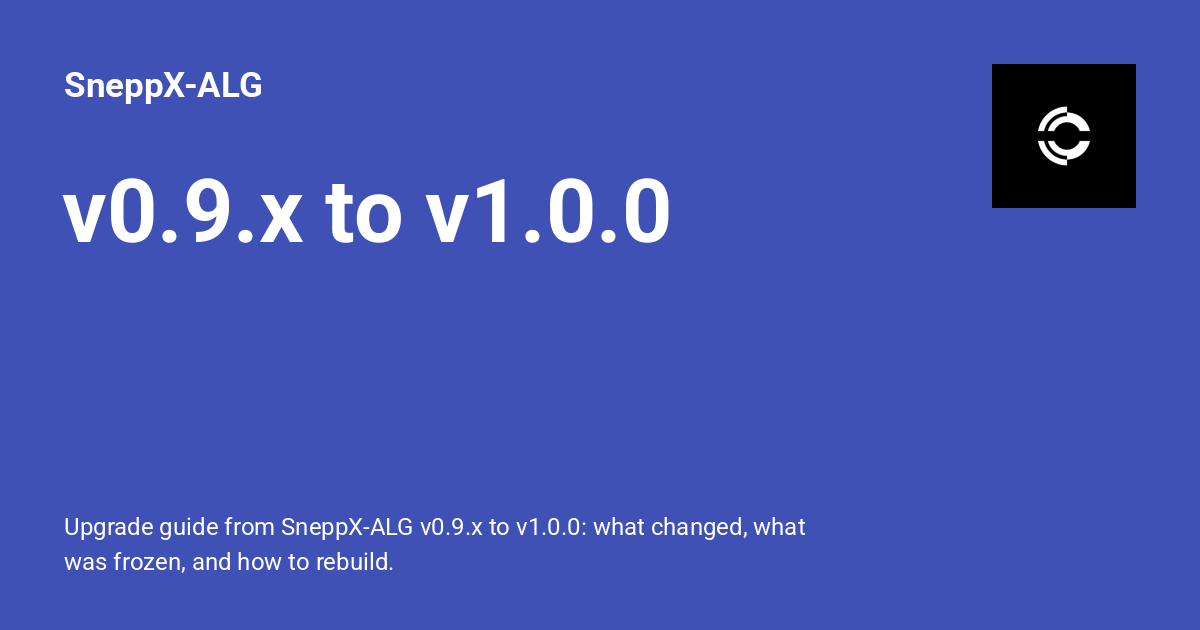 SneppX-ALG
v0.9.x to v1.0.0
Upgrade guide from SneppX-ALG v0.9.x to v1.0.0: what changed, what
was frozen, and how to rebuild.